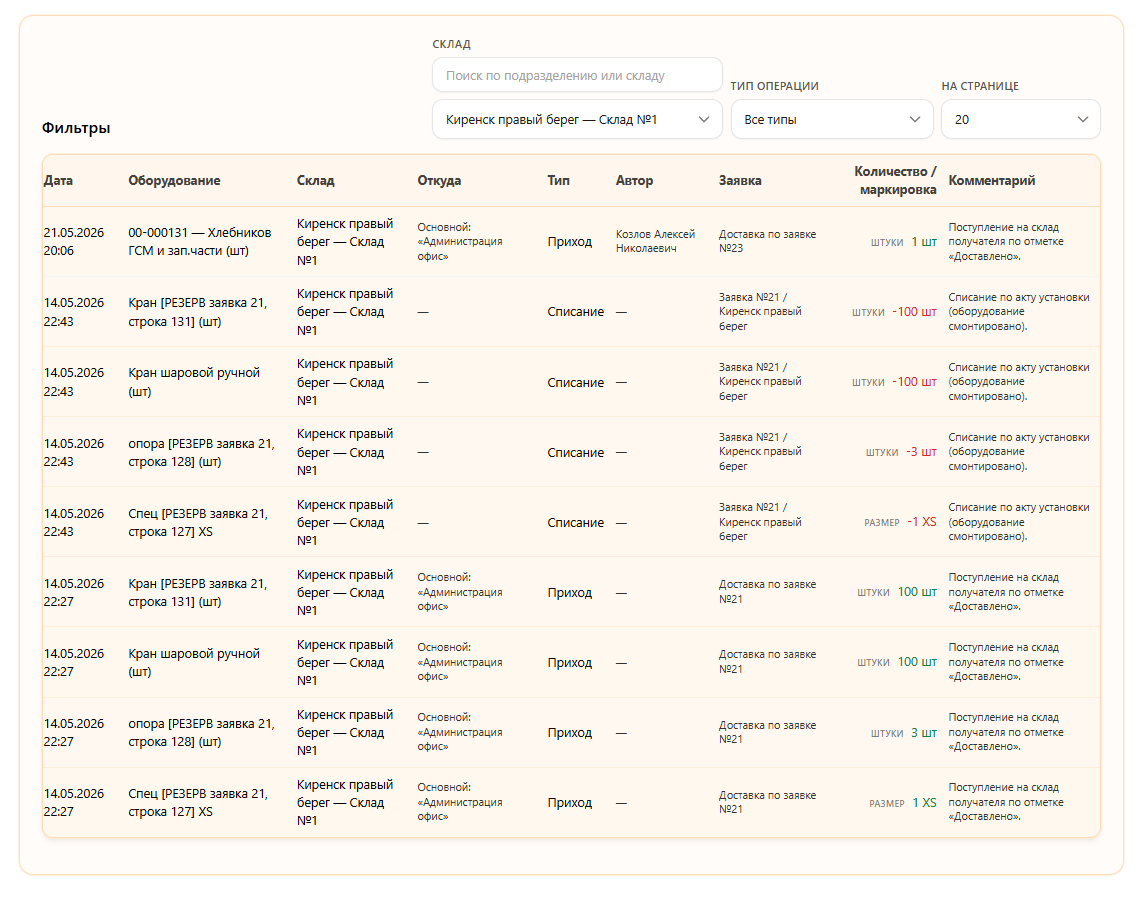 СКЛАД
Поиск по подразделению или складу
ТИП ОПЕРАЦИИ
НА СТРАНИЦЕ
Фильтры
Киренск правый берег — Склад №1
Все типы
20
Дата
Оборудование
Склад
Откуда
Тип
Автор
Заявка
Количество /
маркировка
Комментарий
21.05.2026
20:06
00-000131 — Хлебников
ГСМ и зап.части (шт)
Киренск правый
берег — Склад
№1
Основной:
«Администрация
офис»
Приход
Козлов Алексей
Николаевич
Доставка по заявке
№23
ШТУКИ 1 шт
Поступление на склад
получателя по отметке
«Доставлено».
14.05.2026
22:43
Кран [РЕЗЕРВ заявка 21,
строка 131] (шт)
Киренск правый
берег — Склад
№1
—
Списание
—
Заявка №21 /
Киренск правый
берег
ШТУКИ -100 шт
Списание по акту установки
(оборудование
смонтировано).
14.05.2026
22:43
Кран шаровой ручной
(шт)
Киренск правый
берег — Склад
№1
—
Списание
—
Заявка №21 /
Киренск правый
берег
ШТУКИ -100 шт
Списание по акту установки
(оборудование
смонтировано).
14.05.2026
22:43
опора [РЕЗЕРВ заявка 21,
строка 128] (шт)
Киренск правый
берег — Склад
№1
—
Списание
—
Заявка №21 /
Киренск правый
берег
ШТУКИ -3 шт
Списание по акту установки
(оборудование
смонтировано).
14.05.2026
22:43
Спец [РЕЗЕРВ заявка 21,
строка 127] XS
Киренск правый
берег — Склад
№1
—
Списание
—
Заявка №21 /
Киренск правый
берег
РАЗМЕР -1 XS
Списание по акту установки
(оборудование
смонтировано).
14.05.2026
22:27
Кран [РЕЗЕРВ заявка 21,
строка 131] (шт)
Киренск правый
берег — Склад
№1
Основной:
«Администрация
офис»
Приход
—
Доставка по заявке
№21
ШТУКИ 100 шт
Поступление на склад
получателя по отметке
«Доставлено».
14.05.2026
22:27
Кран шаровой ручной
(шт)
Киренск правый
берег — Склад
№1
Основной:
«Администрация
офис»
Приход
—
Доставка по заявке
№21
ШТУКИ 100 шт
Поступление на склад
получателя по отметке
«Доставлено».
14.05.2026
22:27
опора [РЕЗЕРВ заявка 21,
строка 128] (шт)
Киренск правый
берег — Склад
№1
Основной:
«Администрация
офис»
Приход
—
Доставка по заявке
№21
ШТУКИ 3 шт
Поступление на склад
получателя по отметке
«Доставлено».
14.05.2026
22:27
Спец [РЕЗЕРВ заявка 21,
строка 127] XS
Киренск правый
берег — Склад
№1
Основной:
«Администрация
офис»
Приход
—
Доставка по заявке
№21
РАЗМЕР 1 XS
Поступление на склад
получателя по отметке
«Доставлено».